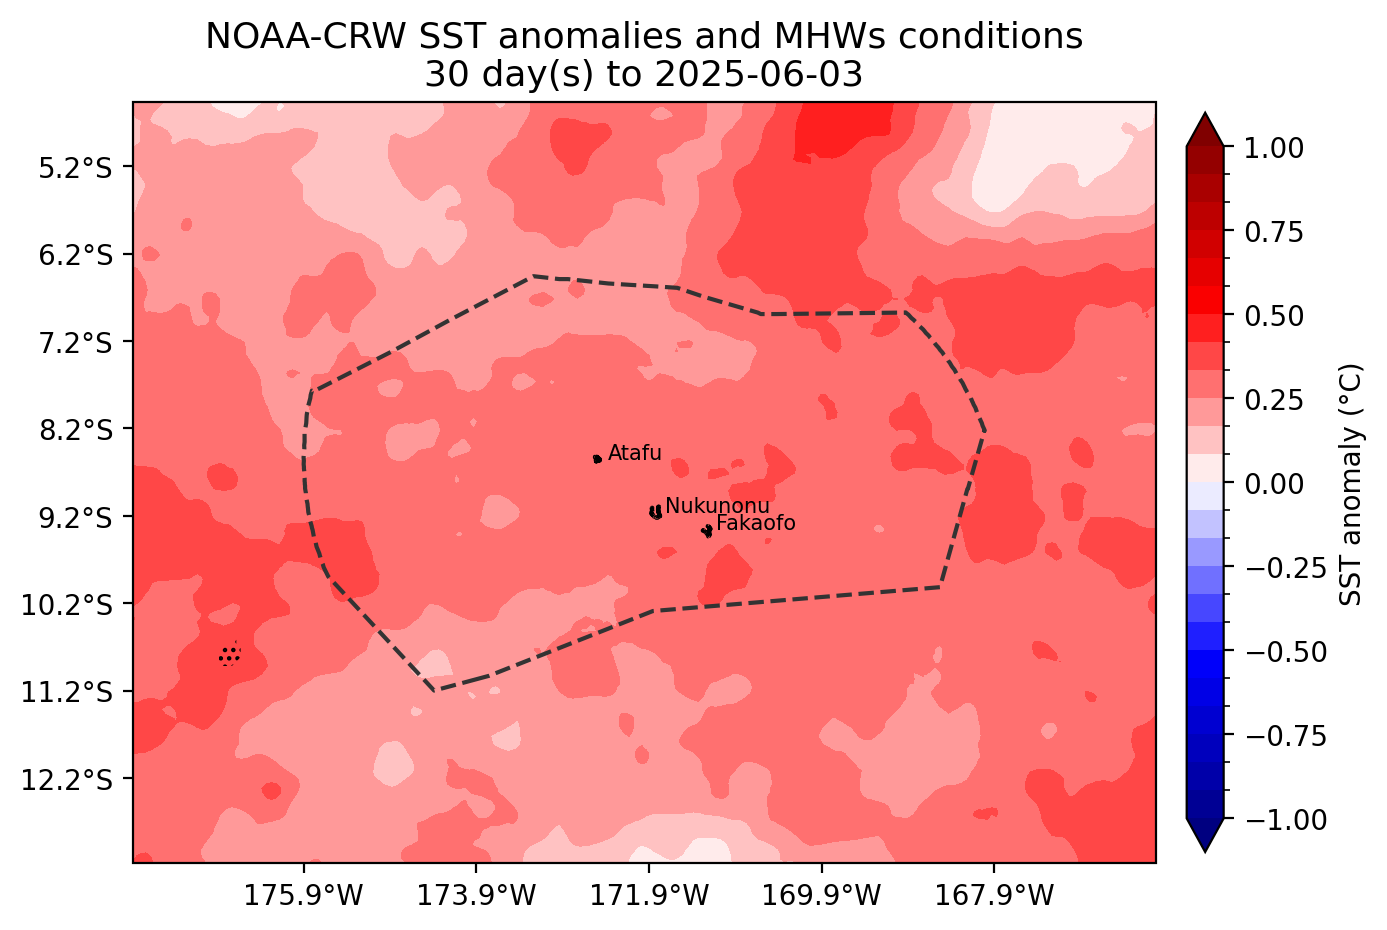 NOAA-CRW SST anomalies and MHWs conditions
30 day(s) to 2025-06-03
5.2°S
6.2°S
7.2°S
8.2°S
9.2°S
10.2°S
11.2°S
12.2°S
Atafu
Nukunonu
Fakaofo
175.9°W
173.9°W
171.9°W
169.9°W
167.9°W
1.00
0.75
0.50
0.25
0.00
−0.25
−0.50
−0.75
−1.00
SST anomaly (°C)